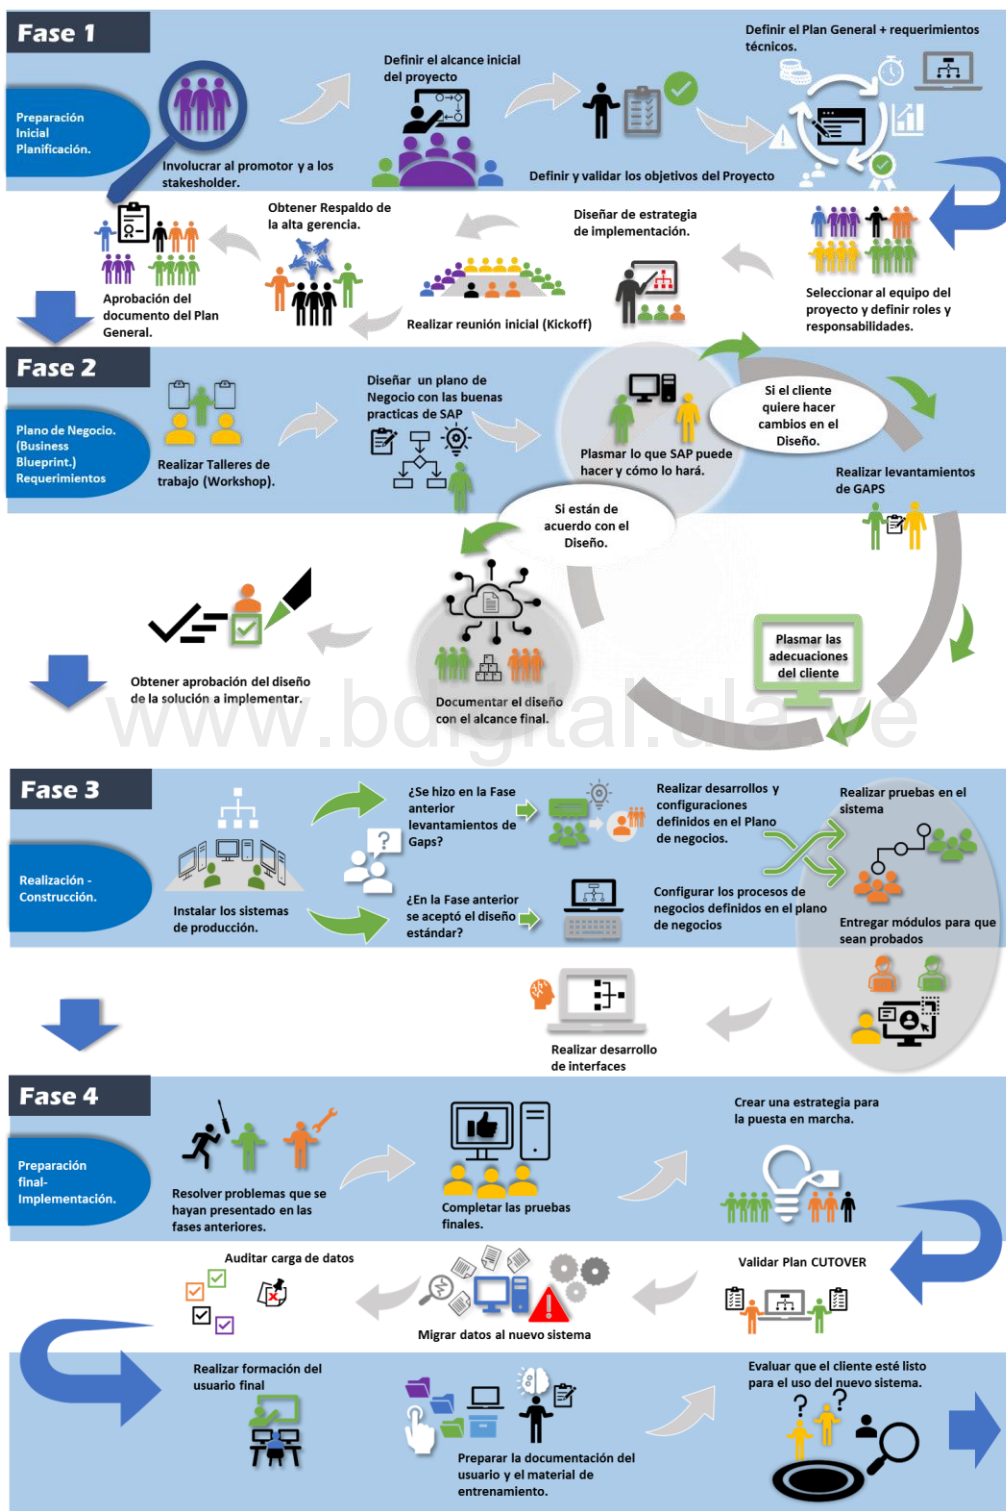 Fase 1
Preparación
Inicial
Planificación.
Involucrar al promotor y a los
stakesholder.
Definir el alcance inicial
del proyecto
Definir y validar los objetivos del Proyecto
Definir el Plan General + requerimientos
técnicos.
Seleccionar al equipo del
proyecto y definir roles y
responsabilidades.
Diseñar de estrategia
de implementación.
Realizar reunión inicial (Kickoff)
Obtener Respaldo de
la alta gerencia.
Aprobación del
documento del Plan
General.
Fase 2
Plano de Negocio.
(Business
Blueprint.)
Requerimientos
Realizar Talleres de
trabajo (Workshop).
Diseñar un plano de
Negocio con las buenas
practicas de SAP
Plasmar lo que SAP puede
hacer y cómo lo hará.
Si el cliente
quiere hacer
cambios en el
Diseño.
Realizar levantamientos
de GAPS
Plasmar las
adecuaciones
del cliente
Si están de
acuerdo con el
Diseño.
Documentar el diseño
con el alcance final.
Obtener aprobación del diseño
de la solución a implementar.
www.bdigital.ula.ve
Fase 3
Realización -
Construcción.
Instalar los sistemas
de producción.
¿Se hizo en la Fase
anterior
levantamientos de
Gaps?
Realizar desarrollos y
configuraciones
definidos en el Plano
de negocios.
¿En la Fase anterior
se aceptó el diseño
estándar?
Configurar los procesos de
negocios definidos en el plano
de negocios
Realizar pruebas en el
sistema
Entregar módulos para que
sean probados
Realizar desarrollo
de interfaces
Fase 4
Preparación
final-
Implementación.
Resolver problemas que se
hayan presentado en las
fases anteriores.
Completar las pruebas
finales.
Crear una estrategia para
la puesta en marcha.
Validar Plan CUTOVER
Migrar datos al nuevo sistema
Auditar carga de datos
Realizar formación del
usuario final
Preparar la documentación del
usuario y el material de
entrenamiento.
Evaluar que el cliente esté listo
para el uso del nuevo sistema.